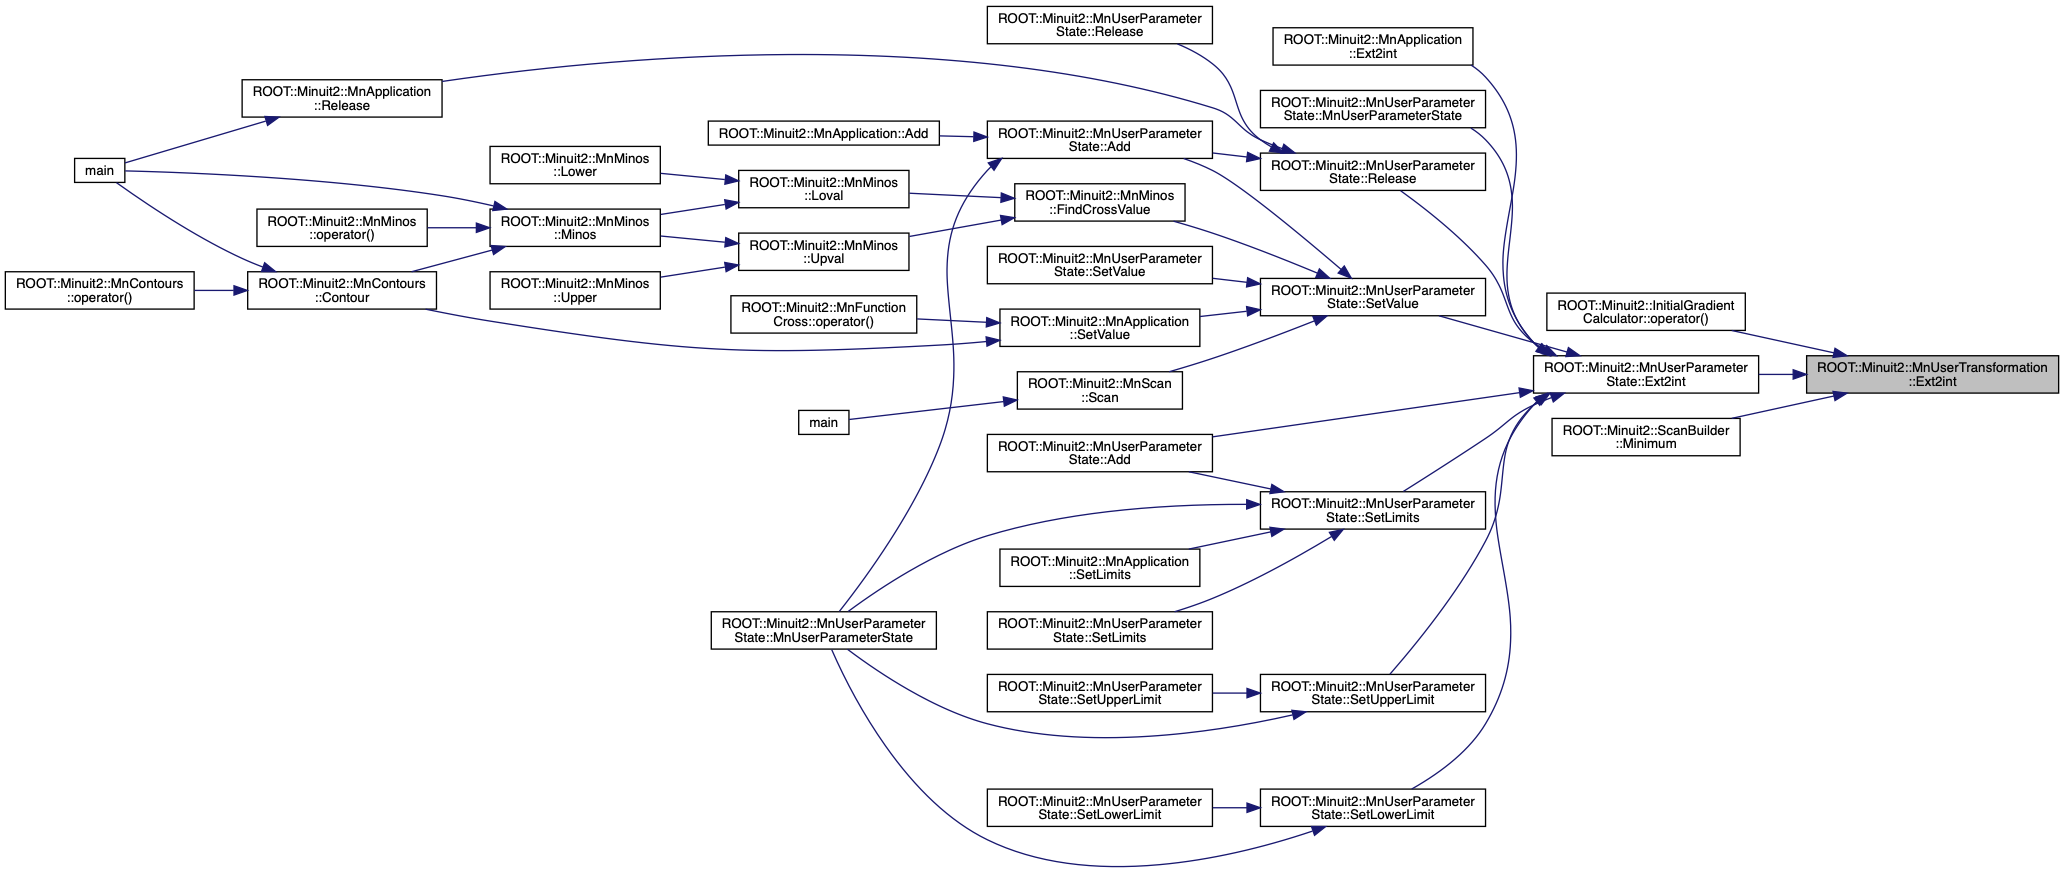 ROOT::Minuit2::MnUserParameter
State::Release
ROOT::Minuit2::MnApplication
::Ext2int
ROOT::Minuit2::MnApplication
::Release
ROOT::Minuit2::MnUserParameter
State::MnUserParameterState
ROOT::Minuit2::MnApplication::Add
ROOT::Minuit2::MnUserParameter
State::Add
main
ROOT::Minuit2::MnMinos
::Lower
ROOT::Minuit2::MnUserParameter
State::Release
ROOT::Minuit2::MnMinos
::Loval
ROOT::Minuit2::MnMinos
::FindCrossValue
ROOT::Minuit2::MnMinos
::operator()
ROOT::Minuit2::MnMinos
::Minos
ROOT::Minuit2::MnMinos
::Upval
ROOT::Minuit2::MnUserParameter
State::SetValue
ROOT::Minuit2::MnContours
::operator()
ROOT::Minuit2::MnContours
::Contour
ROOT::Minuit2::MnMinos
::Upper
ROOT::Minuit2::MnUserParameter
State::SetValue
ROOT::Minuit2::MnFunction
Cross::operator()
ROOT::Minuit2::MnApplication
::SetValue
ROOT::Minuit2::InitialGradient
Calculator::operator()
ROOT::Minuit2::MnUserParameter
State::Ext2int
ROOT::Minuit2::MnUserTransformation
::Ext2int
ROOT::Minuit2::MnScan
::Scan
main
ROOT::Minuit2::ScanBuilder
::Minimum
ROOT::Minuit2::MnUserParameter
State::Add
ROOT::Minuit2::MnUserParameter
State::SetLimits
ROOT::Minuit2::MnApplication
::SetLimits
ROOT::Minuit2::MnUserParameter
State::MnUserParameterState
ROOT::Minuit2::MnUserParameter
State::SetLimits
ROOT::Minuit2::MnUserParameter
State::SetUpperLimit
ROOT::Minuit2::MnUserParameter
State::SetUpperLimit
ROOT::Minuit2::MnUserParameter
State::SetLowerLimit
ROOT::Minuit2::MnUserParameter
State::SetLowerLimit